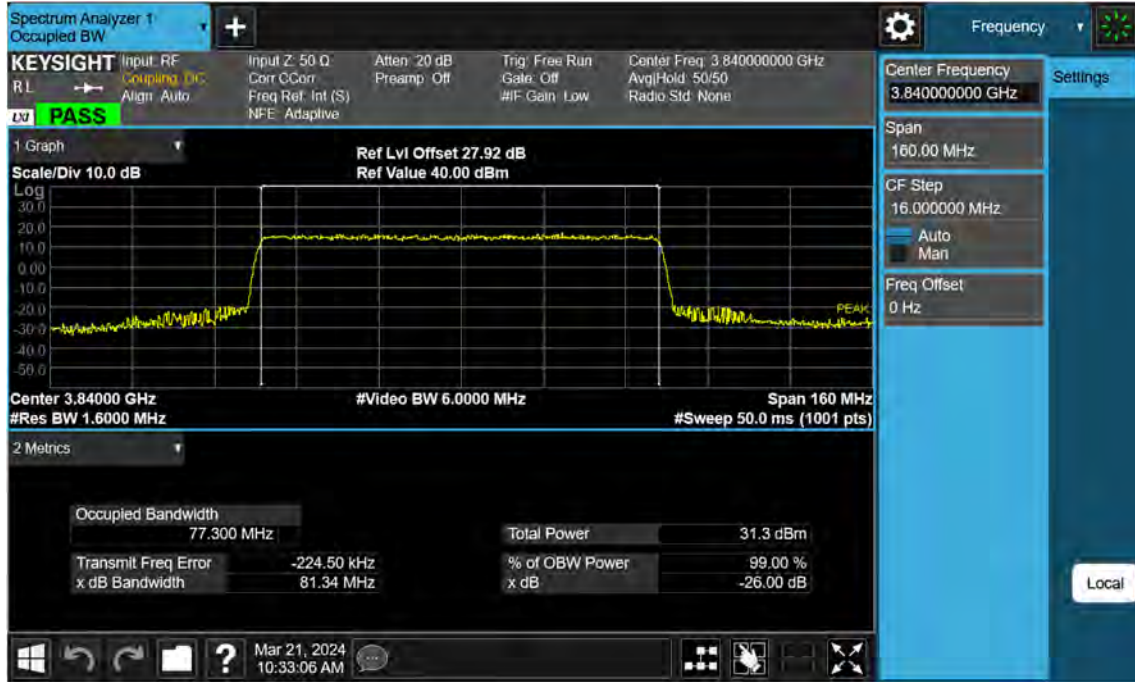 Spectrum Analyzer 1
Occupied BW
Frequency
KEYSIGHT
RL
LXI
PASS
Input: RF
Coupling: DC
Align: Auto
Input Z: 50 Ω
Corr CCorr
Freq Ref: Int (S)
NFE: Adaptive
Atten: 20 dB
Preamp: Off
Trig: Free Run
Gate: Off
#IF Gain: Low
Center Freq: 3.840000000 GHz
Avg|Hold: 50/50
Radio Std: None
Center Frequency
3.840000000 GHz
Settings
Span
160.00 MHz
CF Step
16.000000 MHz
Auto
Man
Freq Offset
0 Hz
1 Graph
Scale/Div 10.0 dB
Ref Lvl Offset 27.92 dB
Ref Value 40.00 dBm
Log
30.0
20.0
10.0
0.00
-10.0
-20.0
-30.0
-40.0
-50.0
PEAK
Center 3.84000 GHz
#Res BW 1.6000 MHz
#Video BW 6.0000 MHz
Span 160 MHz
#Sweep 50.0 ms (1001 pts)
2 Metrics
Occupied Bandwidth
77.300 MHz
Total Power 31.3 dBm
Transmit Freq Error -224.50 kHz
% of OBW Power 99.00 %
x dB Bandwidth 81.34 MHz
x dB -26.00 dB
Local
?
Mar 21, 2024
10:33:06 AM